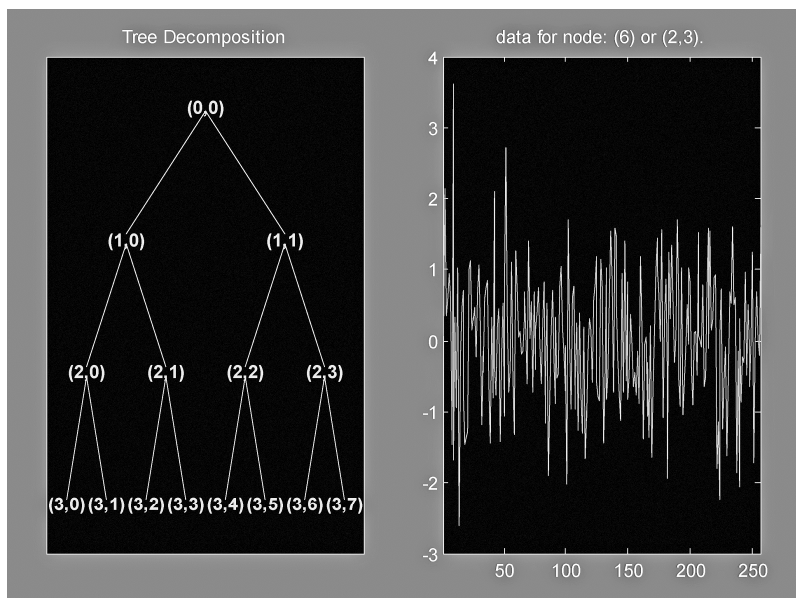 Tree Decomposition
(0,0)
(1,0) (1,1)
(2,0) (2,1) (2,2) (2,3)
(3,0) (3,1) (3,2) (3,3) (3,4) (3,5) (3,6) (3,7)
data for node: (6) or (2,3).
4
3
2
1
0
-1
-2
-3
50 100 150 200 250